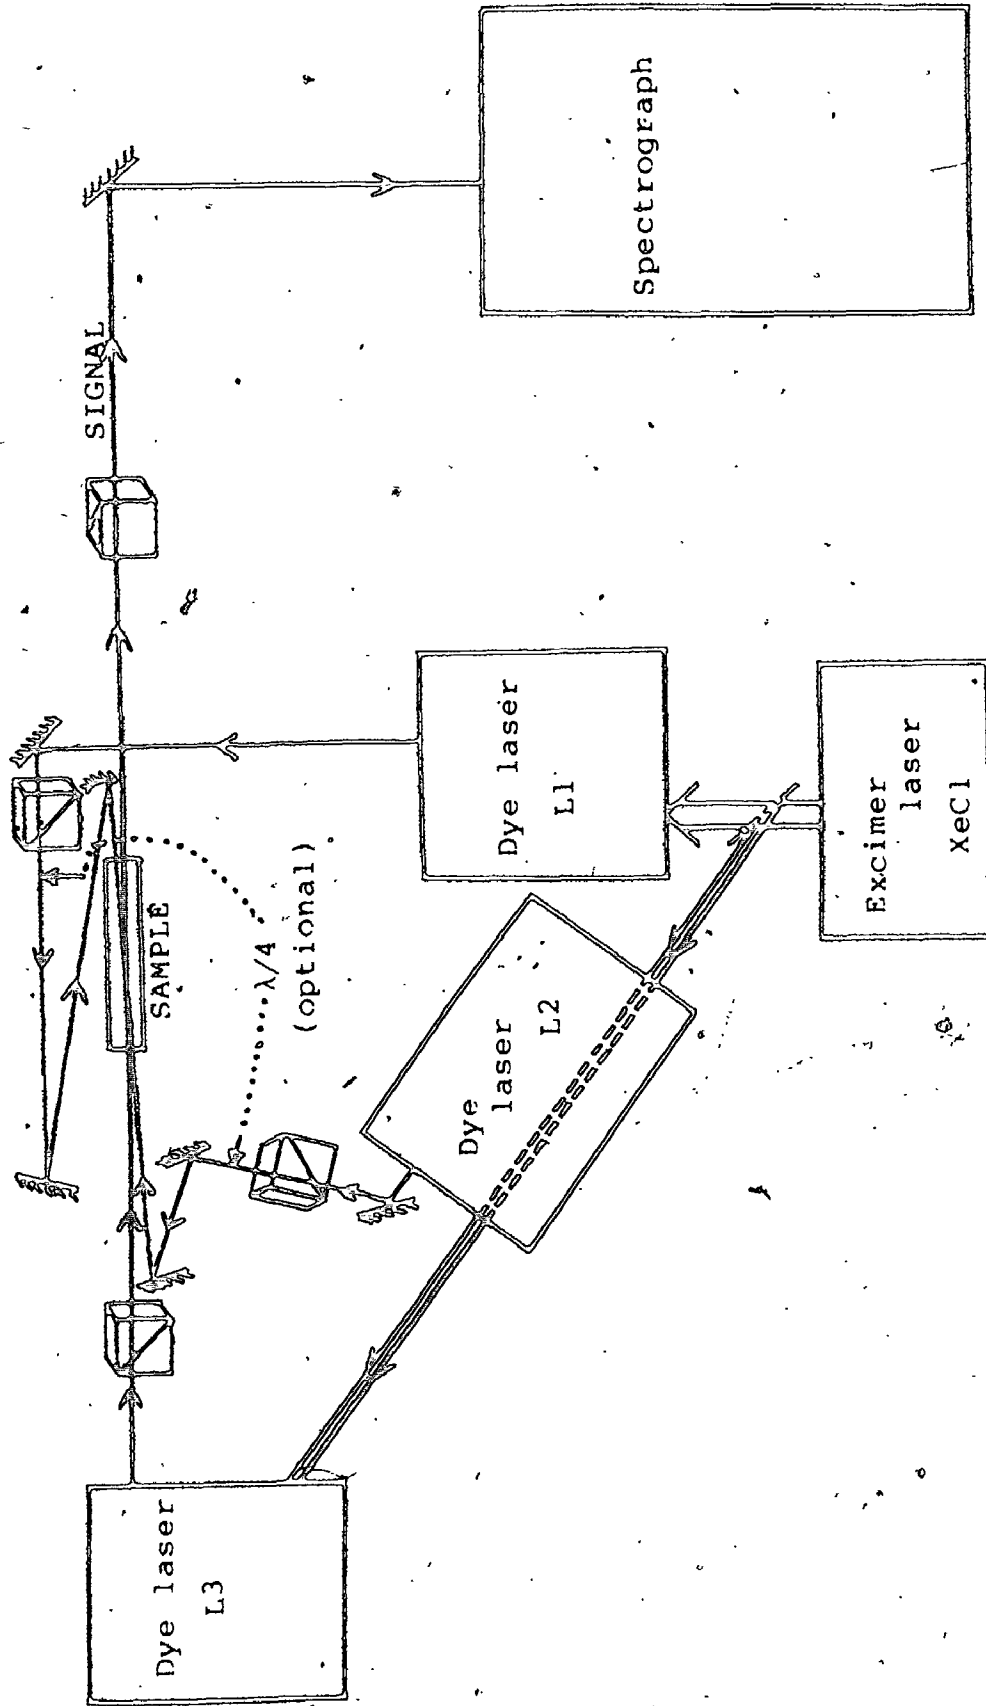 SIGNAL
Spectrograph
SAMPLE
λ/4
(optional)
Dye laser
L1
Dye
laser
L2
Dye laser
L3
Excimer
laser
XeCl